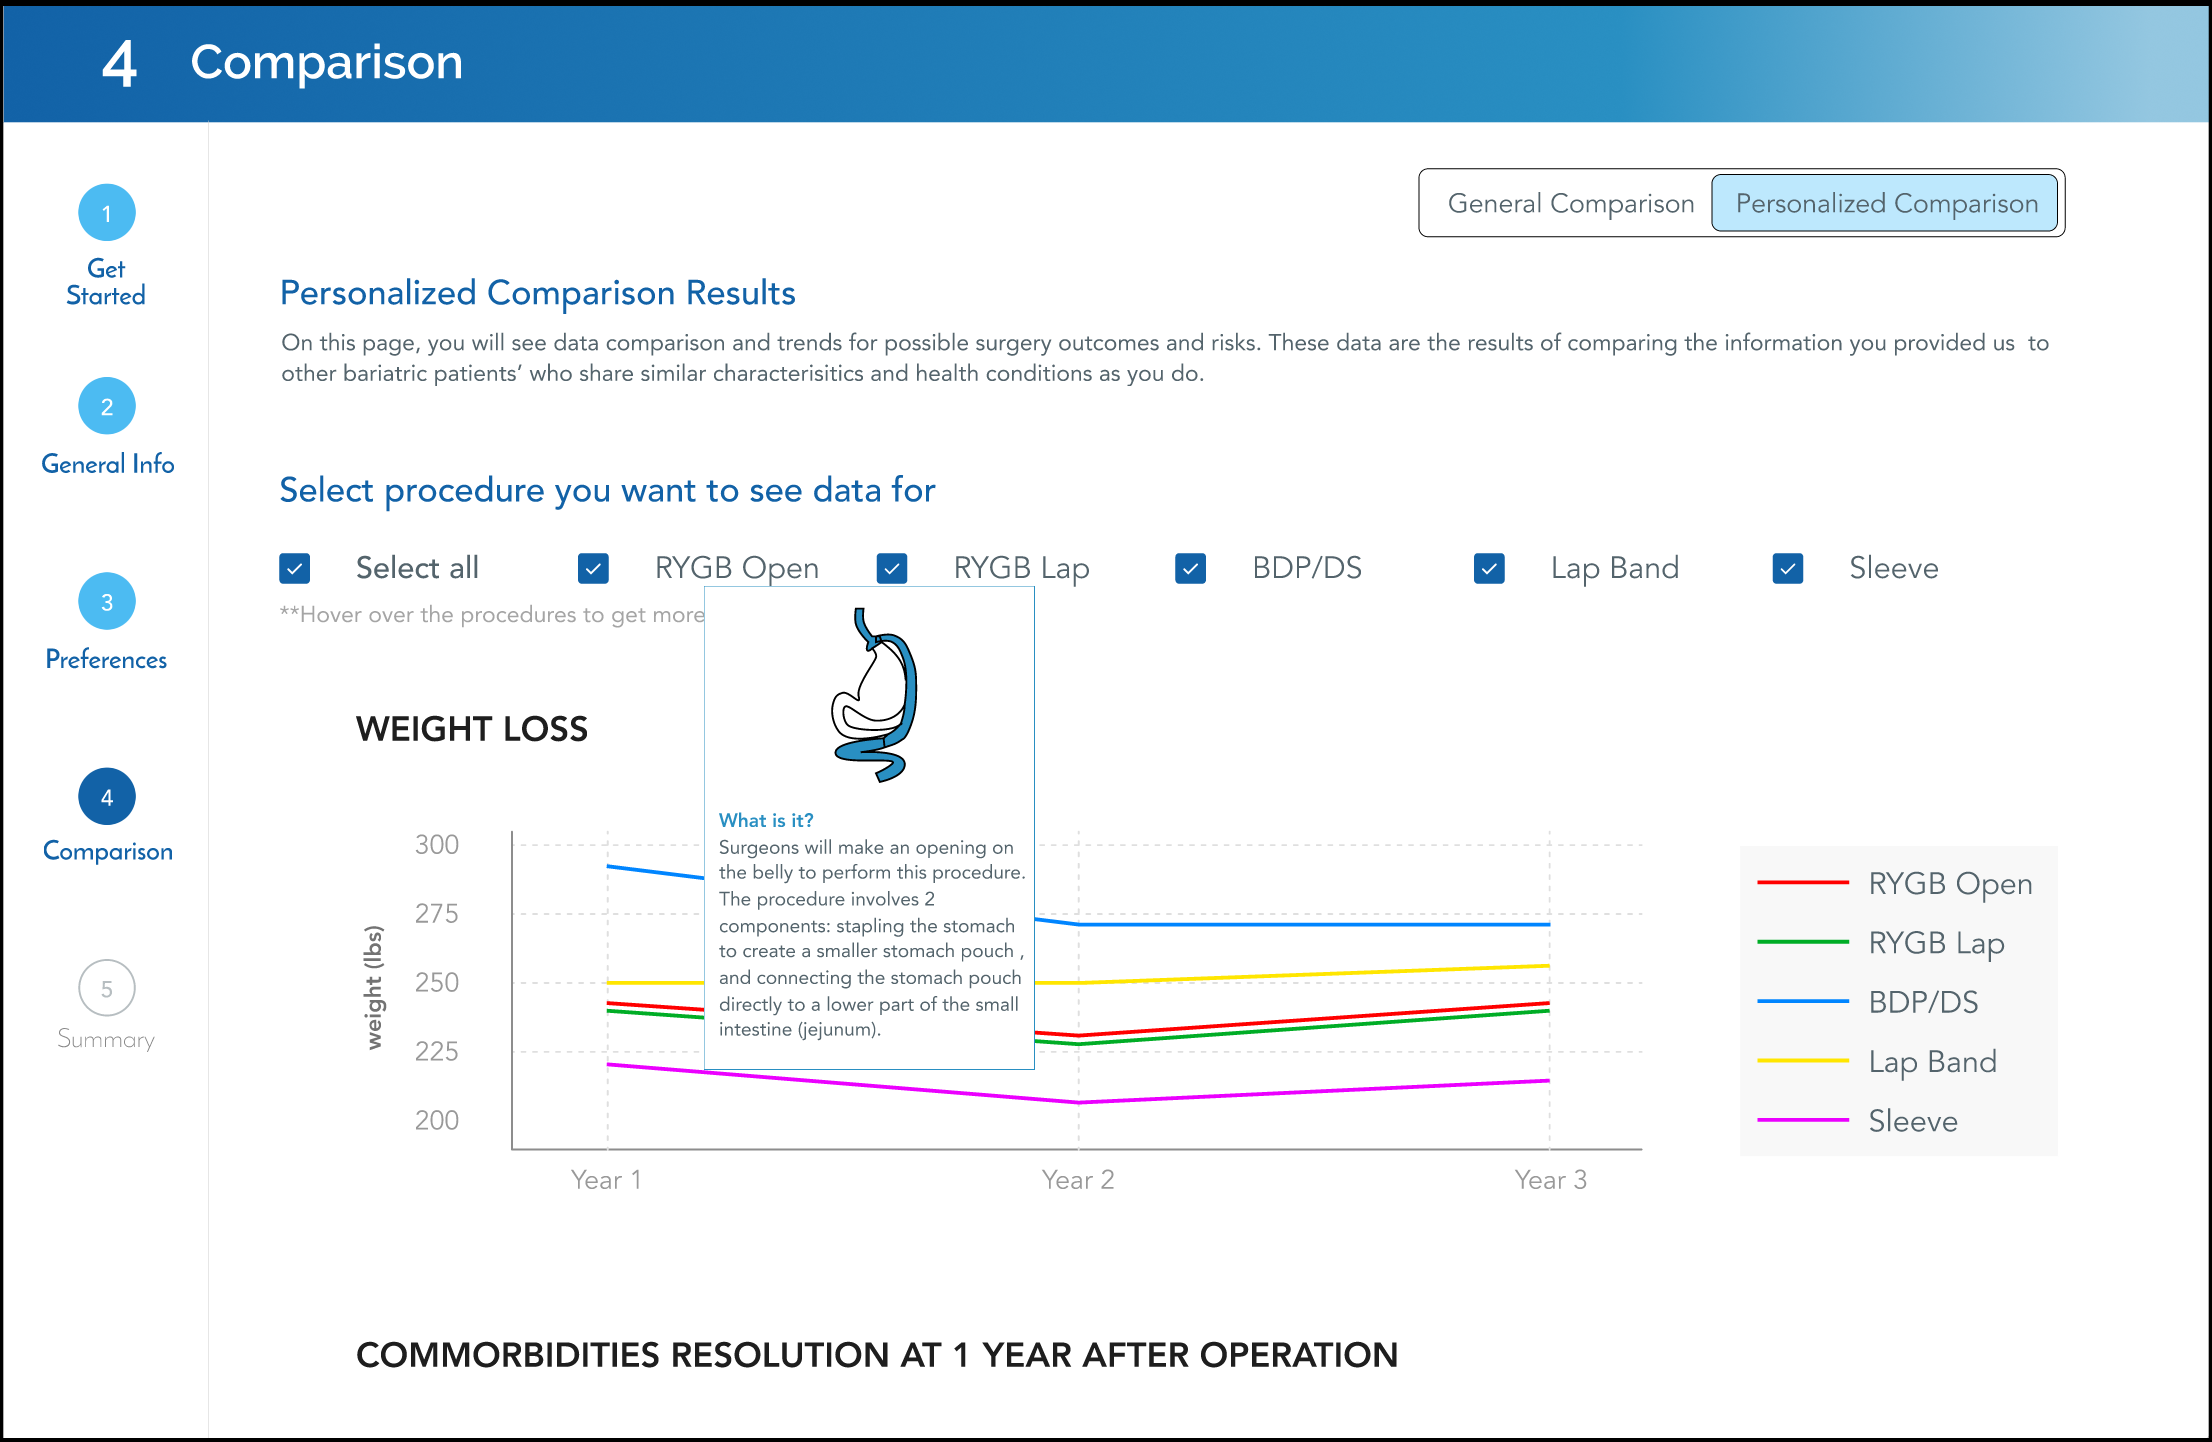 4 Comparison
1
Get
Started
2
General Info
3
Preferences
4
Comparison
5
Summary
General Comparison
Personalized Comparison
Personalized Comparison Results
On this page, you will see data comparison and trends for possible surgery outcomes and risks. These data are the results of comparing the information you provided us to
other bariatric patients’ who share similar characterisitics and health conditions as you do.
Select procedure you want to see data for
Select all
RYGB Open
RYGB Lap
BDP/DS
Lap Band
Sleeve
**Hover over the procedures to get more
What is it?
Surgeons will make an opening on
the belly to perform this procedure.
The procedure involves 2
components: stapling the stomach
to create a smaller stomach pouch ,
and connecting the stomach pouch
directly to a lower part of the small
intestine (jejunum).
WEIGHT LOSS
weight (lbs)
300
275
250
225
200
Year 1
Year 2
Year 3
RYGB Open
RYGB Lap
BDP/DS
Lap Band
Sleeve
COMMORBIDITIES RESOLUTION AT 1 YEAR AFTER OPERATION